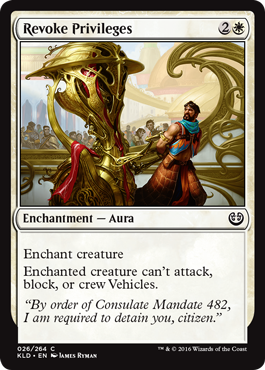 Revoke Privileges 2
Enchantment — Aura
Enchant creature
Enchanted creature can't attack,
block, or crew Vehicles.
"By order of Consulate Mandate 482,
I am required to detain you, citizen."
026/264 C
KLD • EN James Ryman
™ & © 2016 Wizards of the Coast